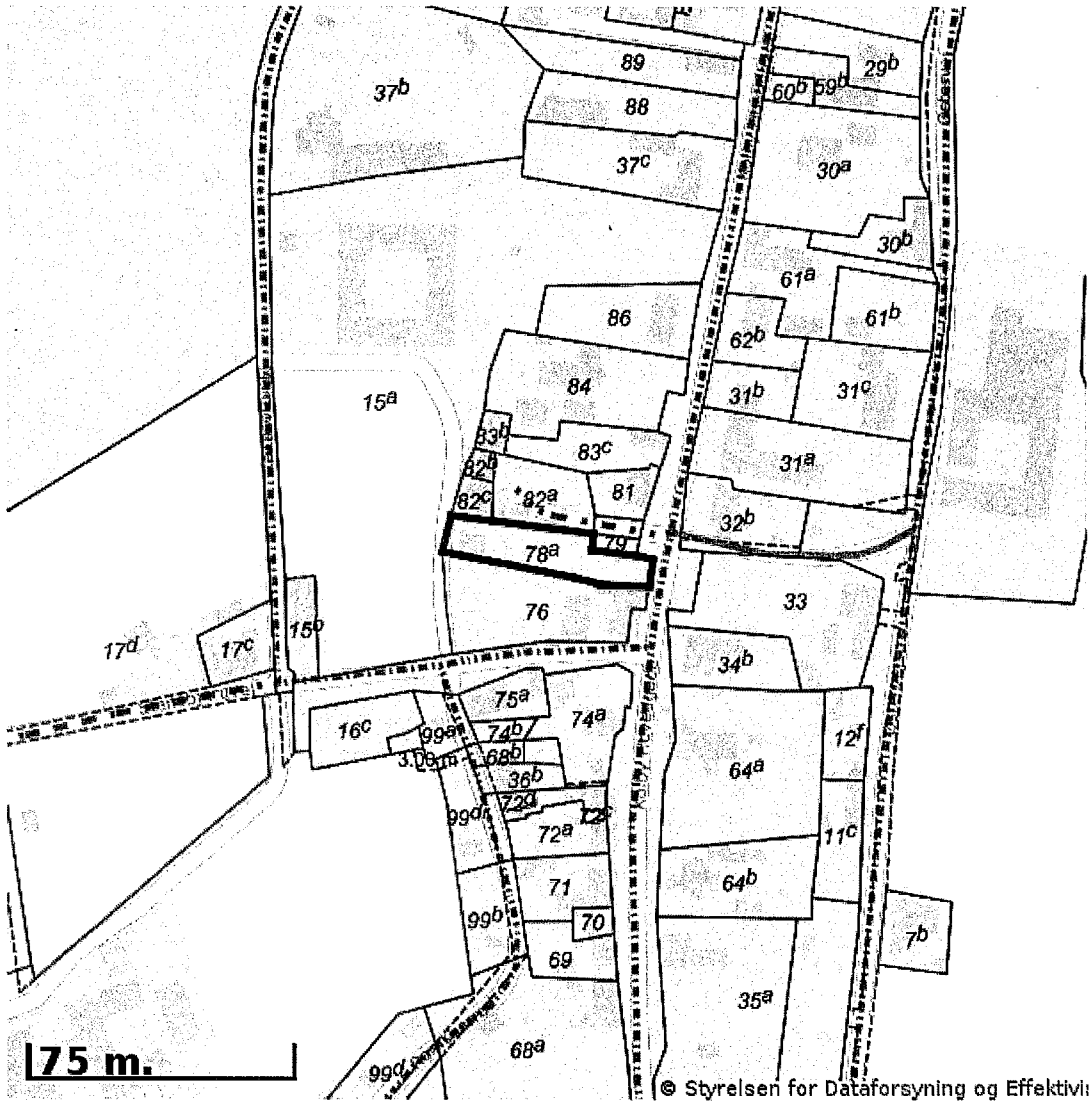 89
29ᵇ
37ᵇ
60ᵇ
59ᵇ
88
37ᶜ
30ᵃ
30ᵇ
61ᵃ
86
61ᵇ
62ᵇ
84
31ᵇ
31ᶜ
15ᵃ
83ᵇ
83ᶜ
31ᵃ
82ᵇ
82ᶜ
82ᵃ
81
32ᵇ
79
78ᵃ
76
33
17ᵈ
17ᶜ
15ᵇ
34ᵇ
75ᵃ
74ᵃ
16ᶜ
99ᵃ
74ᵇ
12ᶠ
68ᵇ
64ᵃ
36ᵇ
72ᵈ
99ᵈ
72ᶜ
72ᵃ
11ᶜ
71
64ᵇ
99ᵇ
70
7ᵇ
69
35ᵃ
68ᵃ
75 m.
99ᵈ
© Styrelsen for Dataforsyning og Effektivi